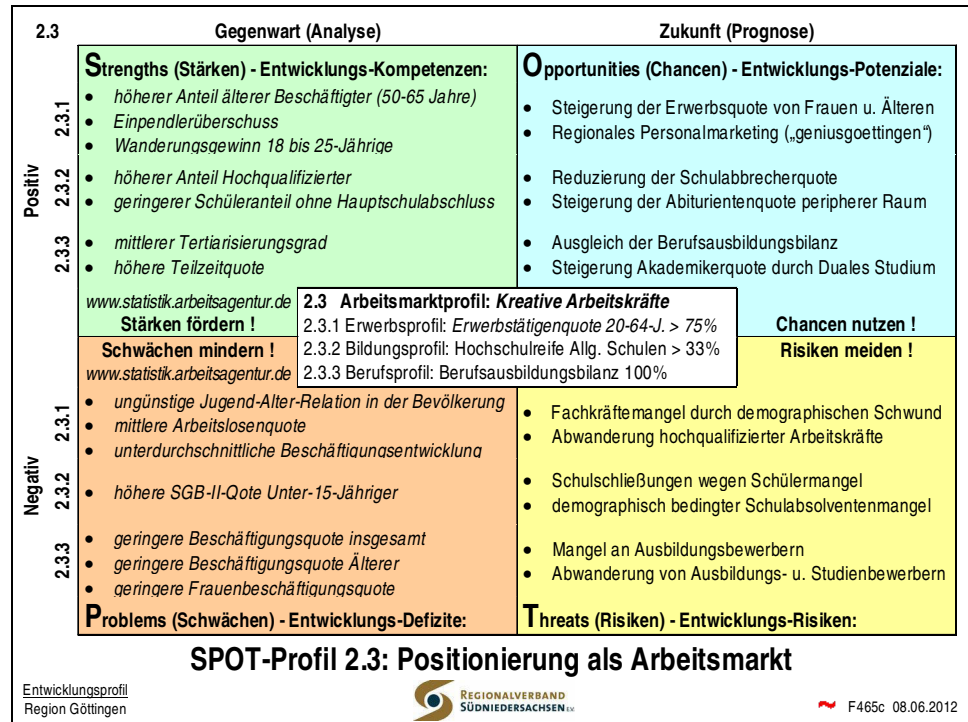 2.3 Gegenwart (Analyse) Zukunft (Prognose)
Positiv
2.3.1
2.3.2
2.3.3
Strengths (Stärken) - Entwicklungs-Kompetenzen:
• höherer Anteil älterer Beschäftigter (50-65 Jahre)
• Einpendlerüberschuss
• Wanderungsgewinn 18 bis 25-Jährige
• höherer Anteil Hochqualifizierter
• geringerer Schüleranteil ohne Hauptschulabschluss
• mittlerer Tertiarisierungsgrad
• höhere Teilzeitquote
www.statistik.arbeitsagentur.de
Stärken fördern !
Opportunities (Chancen) - Entwicklungs-Potenziale:
• Steigerung der Erwerbsquote von Frauen u. Älteren
• Regionales Personalmarketing („geniusgoettingen“)
• Reduzierung der Schulabbrecherquote
• Steigerung der Abiturientenquote peripherer Raum
• Ausgleich der Berufsausbildungsbilanz
• Steigerung Akademikerquote durch Duales Studium
Chancen nutzen !
2.3 Arbeitsmarktprofil: Kreative Arbeitskräfte
2.3.1 Erwerbsprofil: Erwerbstätigenquote 20-64-J. > 75%
2.3.2 Bildungsprofil: Hochschulreife Allg. Schulen > 33%
2.3.3 Berufsprofil: Berufsausbildungsbilanz 100%
Negativ
2.3.1
2.3.2
2.3.3
Schwächen mindern !
www.statistik.arbeitsagentur.de
• ungünstige Jugend-Alter-Relation in der Bevölkerung
• mittlere Arbeitslosenquote
• unterdurchschnittliche Beschäftigungsentwicklung
• höhere SGB-II-Qote Unter-15-Jähriger
• geringere Beschäftigungsquote insgesamt
• geringere Beschäftigungsquote Älterer
• geringere Frauenbeschäftigungsquote
Problems (Schwächen) - Entwicklungs-Defizite:
Risiken meiden !
• Fachkräftemangel durch demographischen Schwund
• Abwanderung hochqualifizierter Arbeitskräfte
• Schulschließungen wegen Schülermangel
• demographisch bedingter Schulabsolventenmangel
• Mangel an Ausbildungsbewerbern
• Abwanderung von Ausbildungs- u. Studienbewerbern
Threats (Risiken) - Entwicklungs-Risiken:
SPOT-Profil 2.3: Positionierung als Arbeitsmarkt
Entwicklungsprofil
Region Göttingen
REGIONALVERBAND
SÜDNIEDERSACHSEN e.V.
F465c 08.06.2012